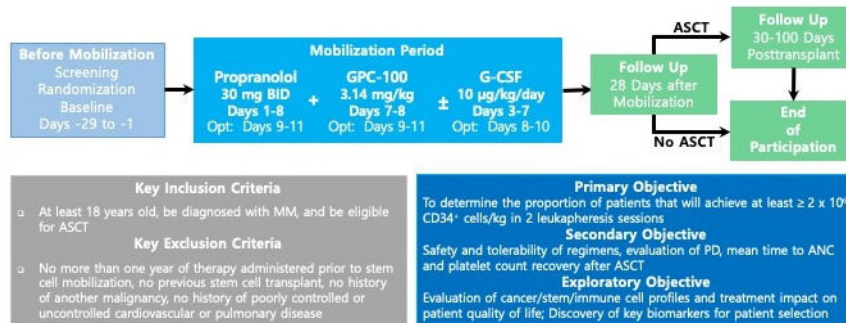 Before Mobilization
Screening
Randomization
Baseline
Days -29 to -1
Mobilization Period
Propranolol
30 mg BID
Days 1-8
Opt: Days 9-11
+
GPC-100
3.14 mg/kg
Days 7-8
Opt: Days 9-11
±
G-CSF
10 µg/kg/day
Days 3-7
Opt: Days 8-10
Follow Up
28 Days after
Mobilization
ASCT
Follow Up
30-100 Days
Posttransplant
No ASCT
End
of
Participation
Key Inclusion Criteria
At least 18 years old, be diagnosed with MM, and be eligible
for ASCT
Key Exclusion Criteria
No more than one year of therapy administered prior to stem
cell mobilization, no previous stem cell transplant, no history
of another malignancy, no history of poorly controlled or
uncontrolled cardiovascular or pulmonary disease
Primary Objective
To determine the proportion of patients that will achieve at least ≥ 2 x 10⁶
CD34⁺ cells/kg in 2 leukapheresis sessions
Secondary Objective
Safety and tolerability of regimens, evaluation of PD, mean time to ANC
and platelet count recovery after ASCT
Exploratory Objective
Evaluation of cancer/stem/immune cell profiles and treatment impact on
patient quality of life; Discovery of key biomarkers for patient selection